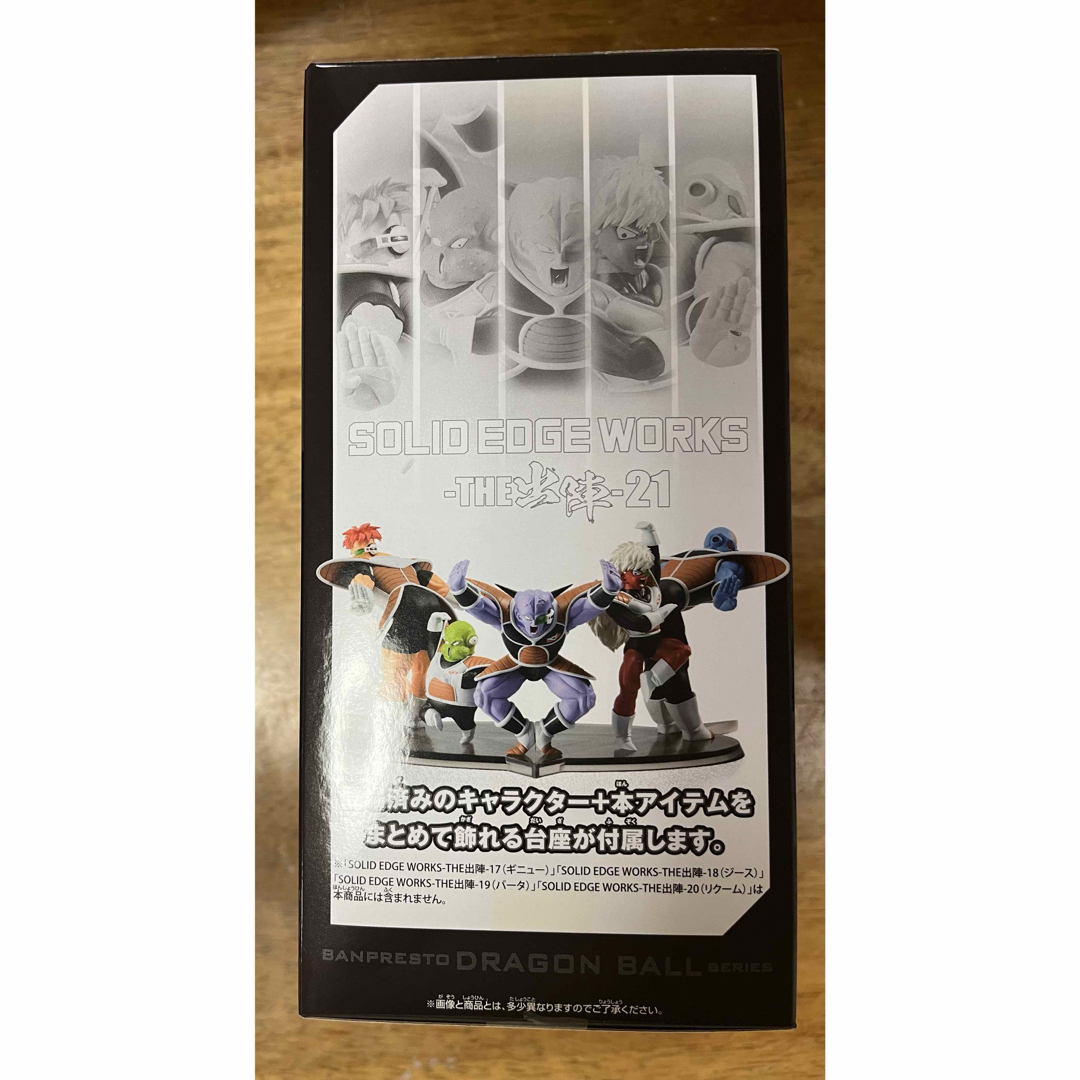 SOLID EDGE WORKS
-THE出陣-21
済みのキャラクター+本アイテムを
まとめて飾れる台座が付属します。
※「SOLID EDGE WORKS-THE出陣-17(ギニュー)」「SOLID EDGE WORKS-THE出陣-18(ジース)」
「SOLID EDGE WORKS-THE出陣-19(バータ)」「SOLID EDGE WORKS-THE出陣-20(リクーム)」は
本商品には含まれません。
BANPRESTO DRAGON BALL SERIES
※画像と商品とは、多少異なりますのでご了承ください。